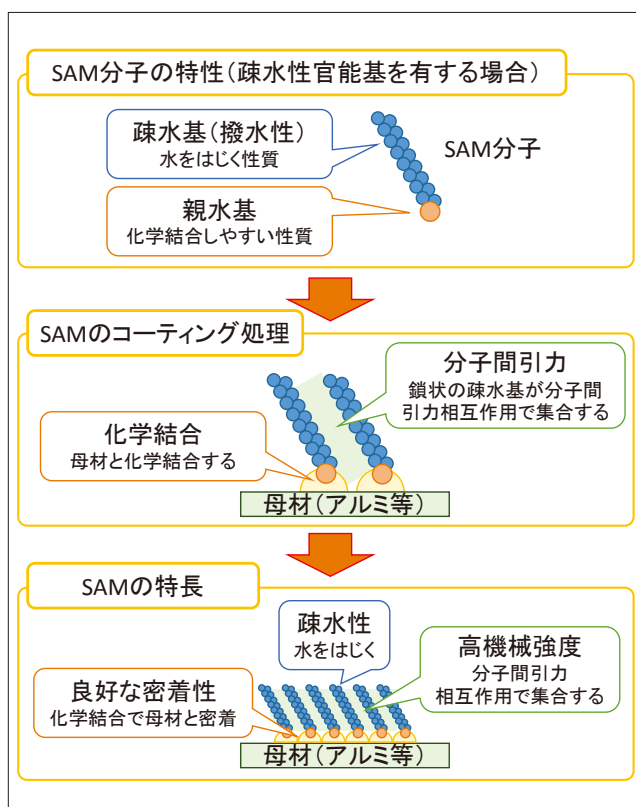 SAM分子の特性（疎水性官能基を有する場合）
疎水基（撥水性）
水をはじく性質
SAM分子
親水基
化学結合しやすい性質
SAMのコーティング処理
分子間引力
鎖状の疎水基が分子間
引力相互作用で集合する
化学結合
母材と化学結合する
母材（アルミ等）
SAMの特長
疎水性
水をはじく
高機械強度
分子間引力
相互作用で集合する
良好な密着性
化学結合で母材と密着
母材（アルミ等）